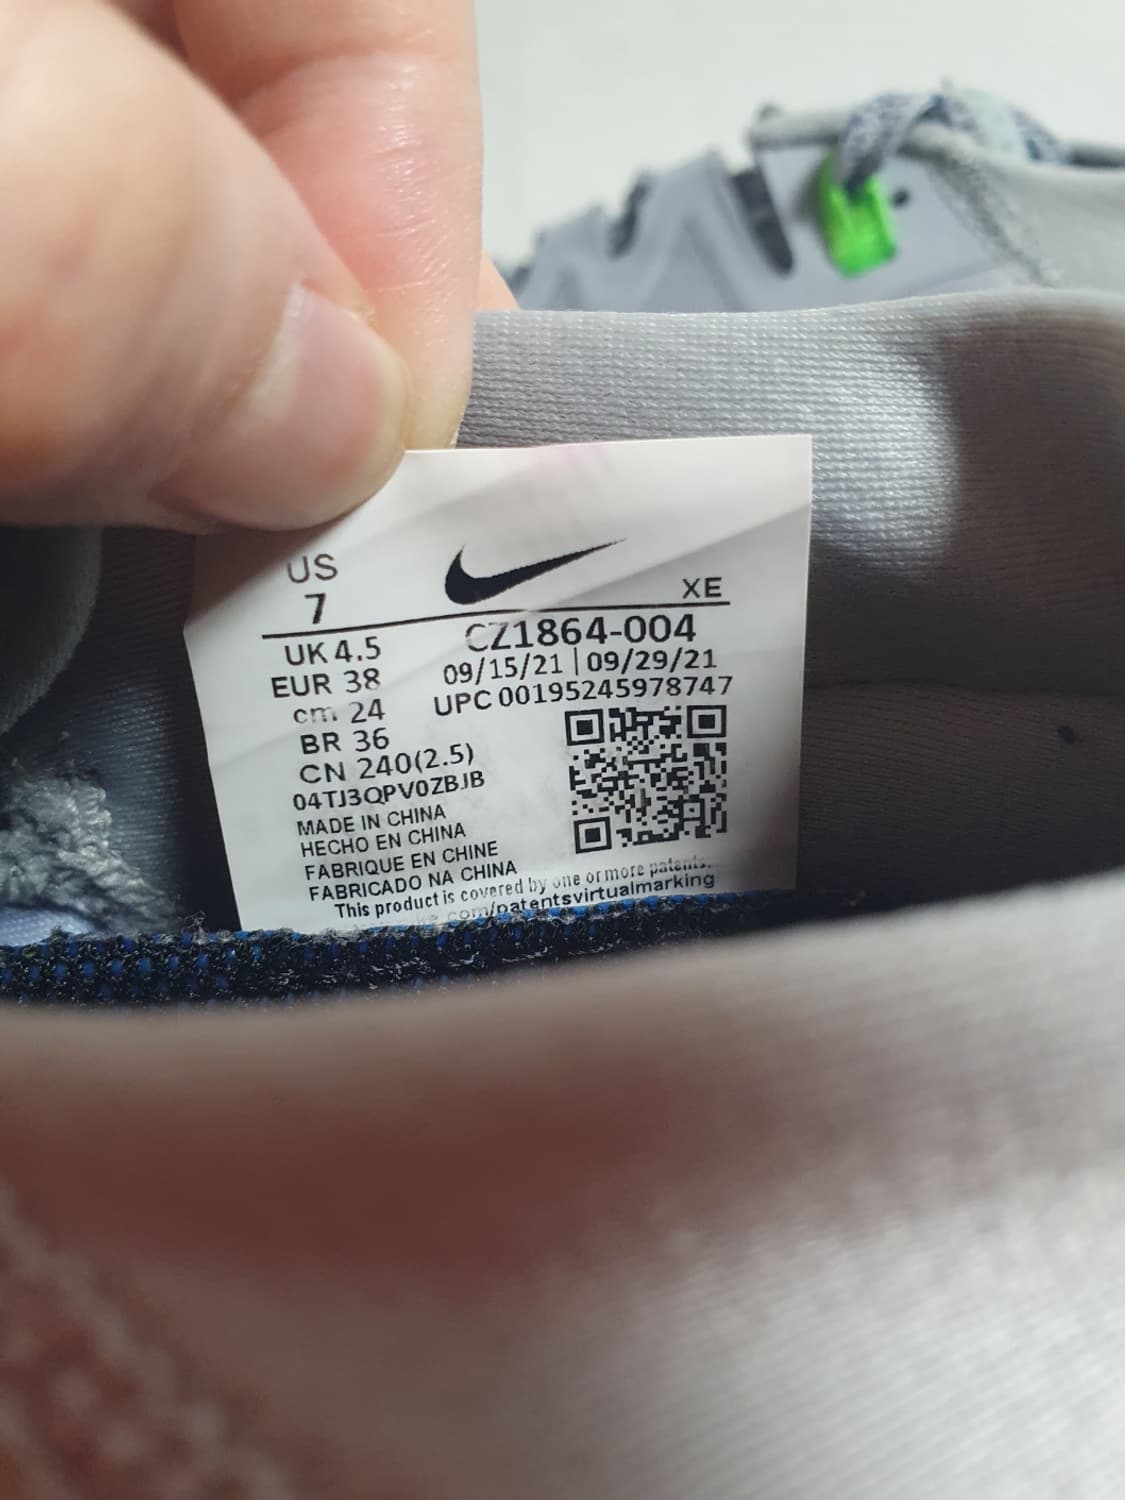 US
7
XE
UK 4.5
EUR 38
cm 24
BR 36
CN 240(2.5)
04TJ3QPV0ZBJB
CZ1864-004
09/15/21 | 09/29/21
UPC 00195245978747
MADE IN CHINA
HECHO EN CHINA
FABRIQUE EN CHINE
FABRICADO NA CHINA
This product is covered by one or more patents.
com/patentsvirtualmarking